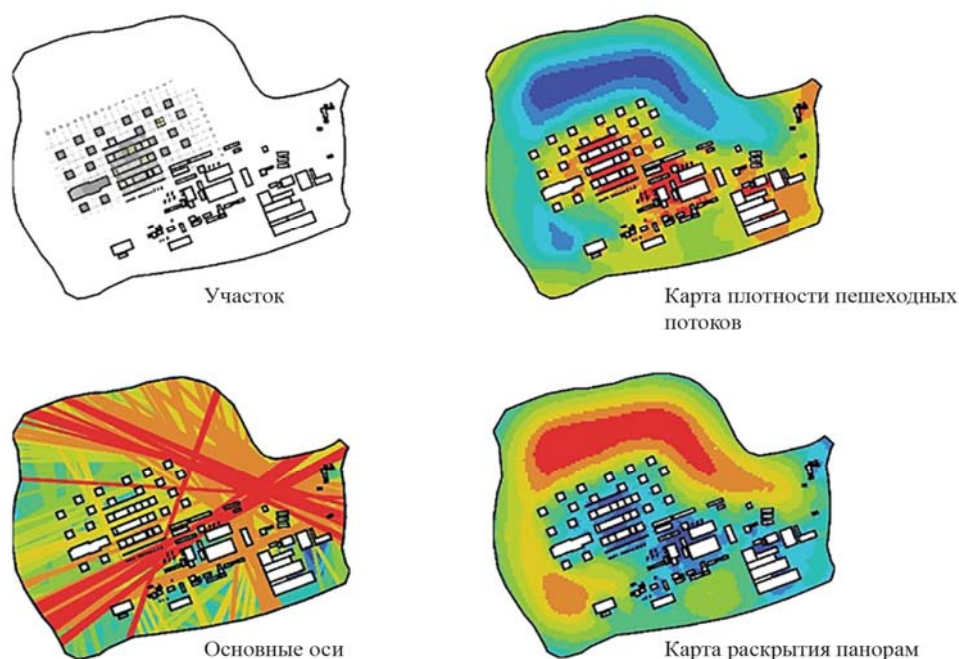 Участок
Карта плотности пешеходных
потоков
Основные оси
Карта раскрытия панорам